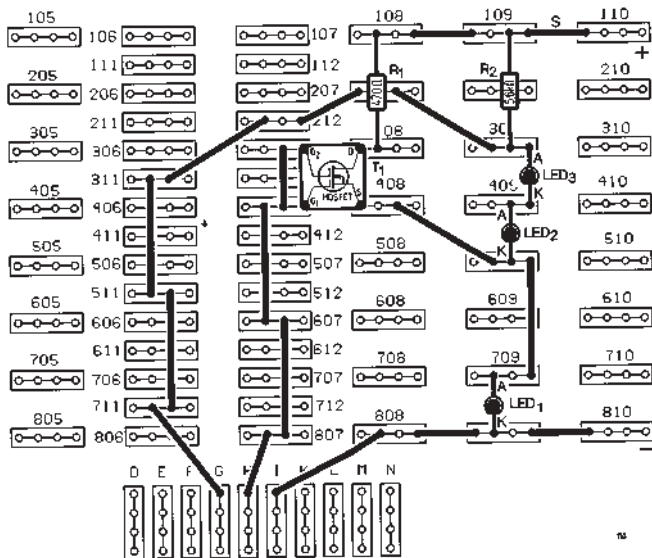 105 106 107 108 109 S 110
+
111 112
205 206 207 R1 470Ω R2 56kΩ 210
211 212
305 306 G2 D 08 30 310
T1 A
311 MOSFET LED3
G1 S K
405 406 408 409 410
A
411 412 LED2
K
505 506 507 508 510
511 512
605 606 607 608 609 610
611 612
705 706 707 708 709 710
A
711 712 LED1
K
805 806 807 808 810
−
D E F G H I K L M N